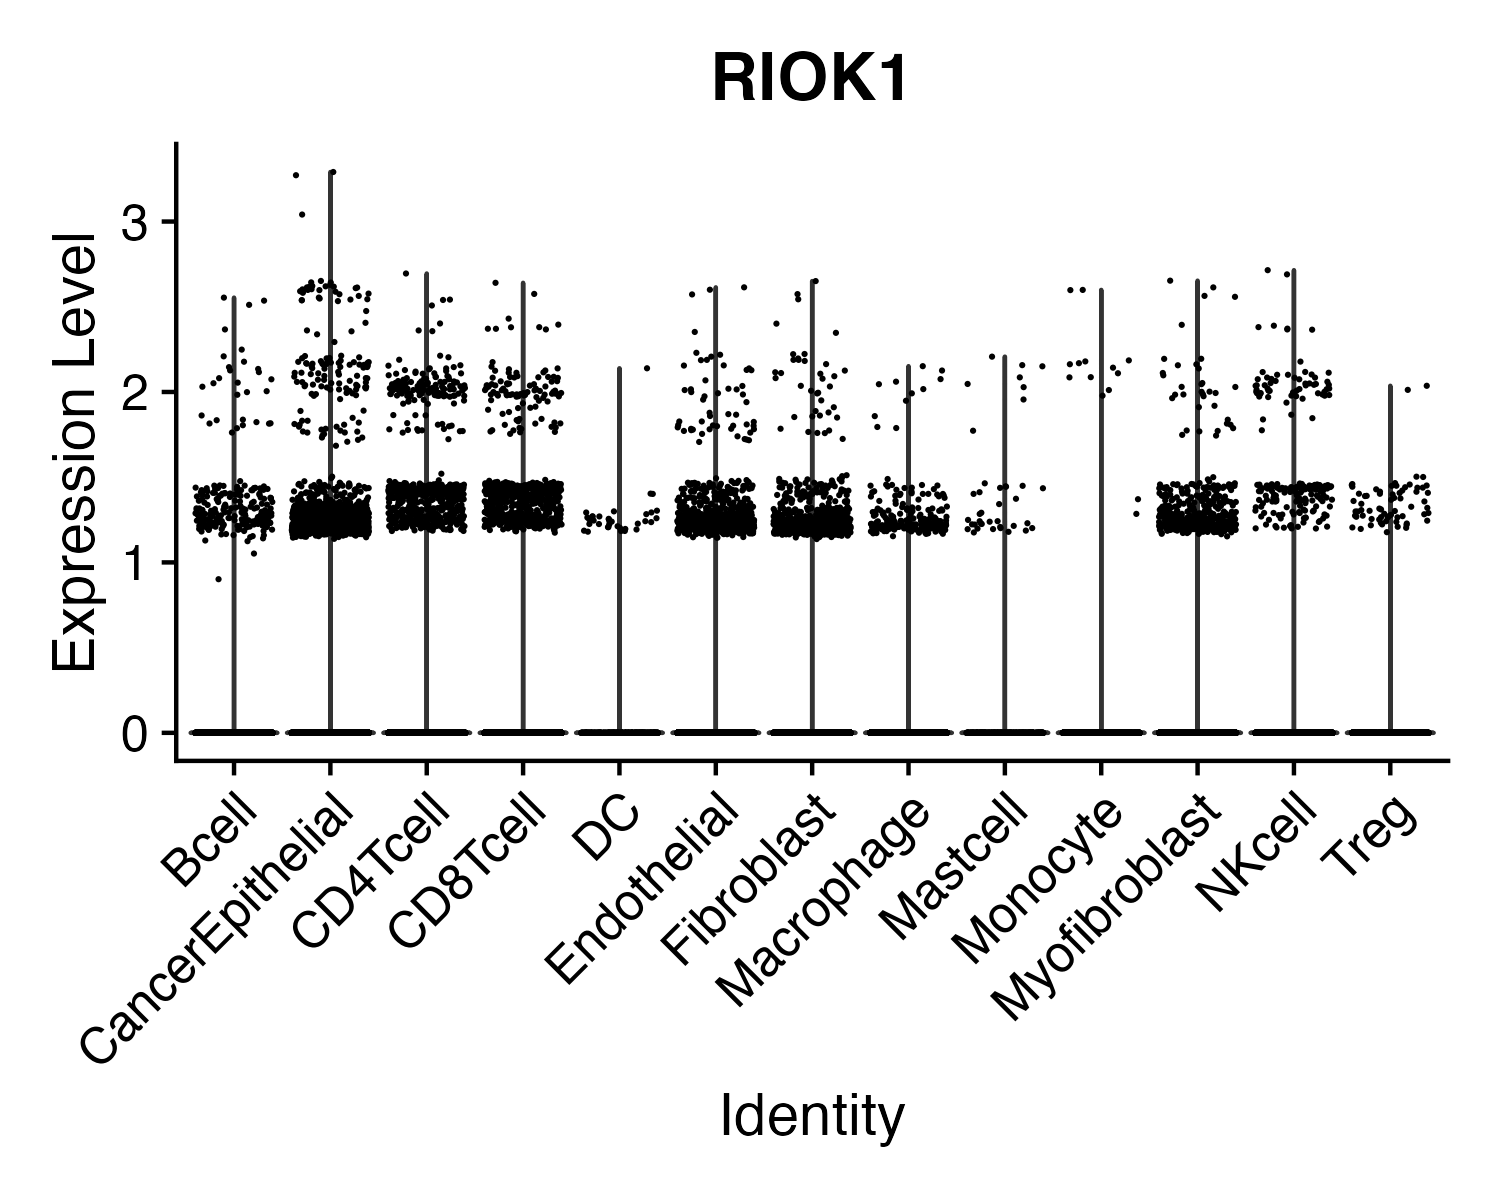 RIOK1
Expression Level
3
2
1
0
Bcell
CancerEpithelial
CD4Tcell
CD8Tcell
DC
Endothelial
Fibroblast
Macrophage
Mastcell
Monocyte
Myofibroblast
NKcell
Treg
Identity